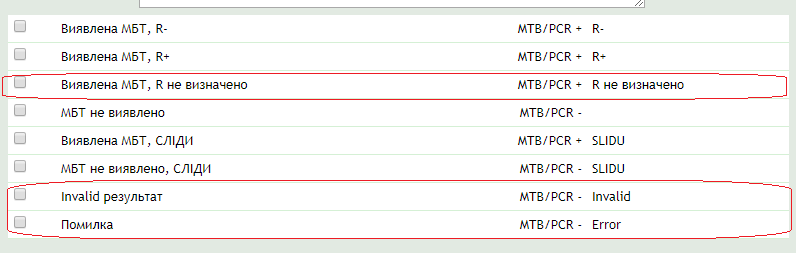 Виявлена МБТ, R- MTB/PCR + R-
Виявлена МБТ, R+ MTB/PCR + R+
Виявлена МБТ, R не визначено MTB/PCR + R не визначено
МБТ не виявлено MTB/PCR -
Виявлена МБТ, СЛІДИ MTB/PCR + SLIDU
МБТ не виявлено, СЛІДИ MTB/PCR - SLIDU
Invalid результат MTB/PCR - Invalid
Помилка MTB/PCR - Error